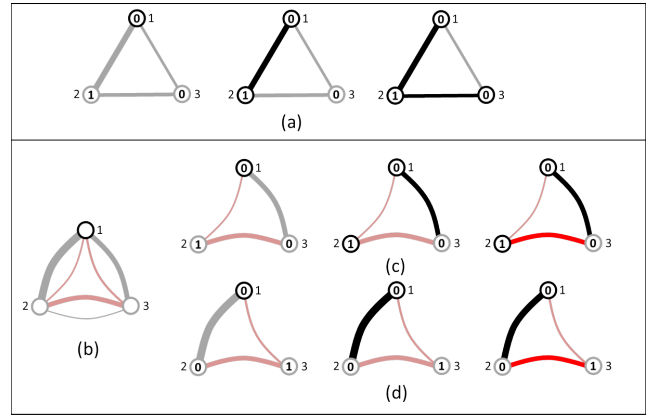 0 1 0 1 0 1
2 1 0 3 2 1 0 3 2 1 0 3
(a)
0 1 0 1 0 1
1
2 1 0 3 2 1 0 3 2 1 0 3
(c)
0 1 0 1 0 1
2 3
(b)
2 0 1 3 2 0 1 3 2 0 1 3
(d)